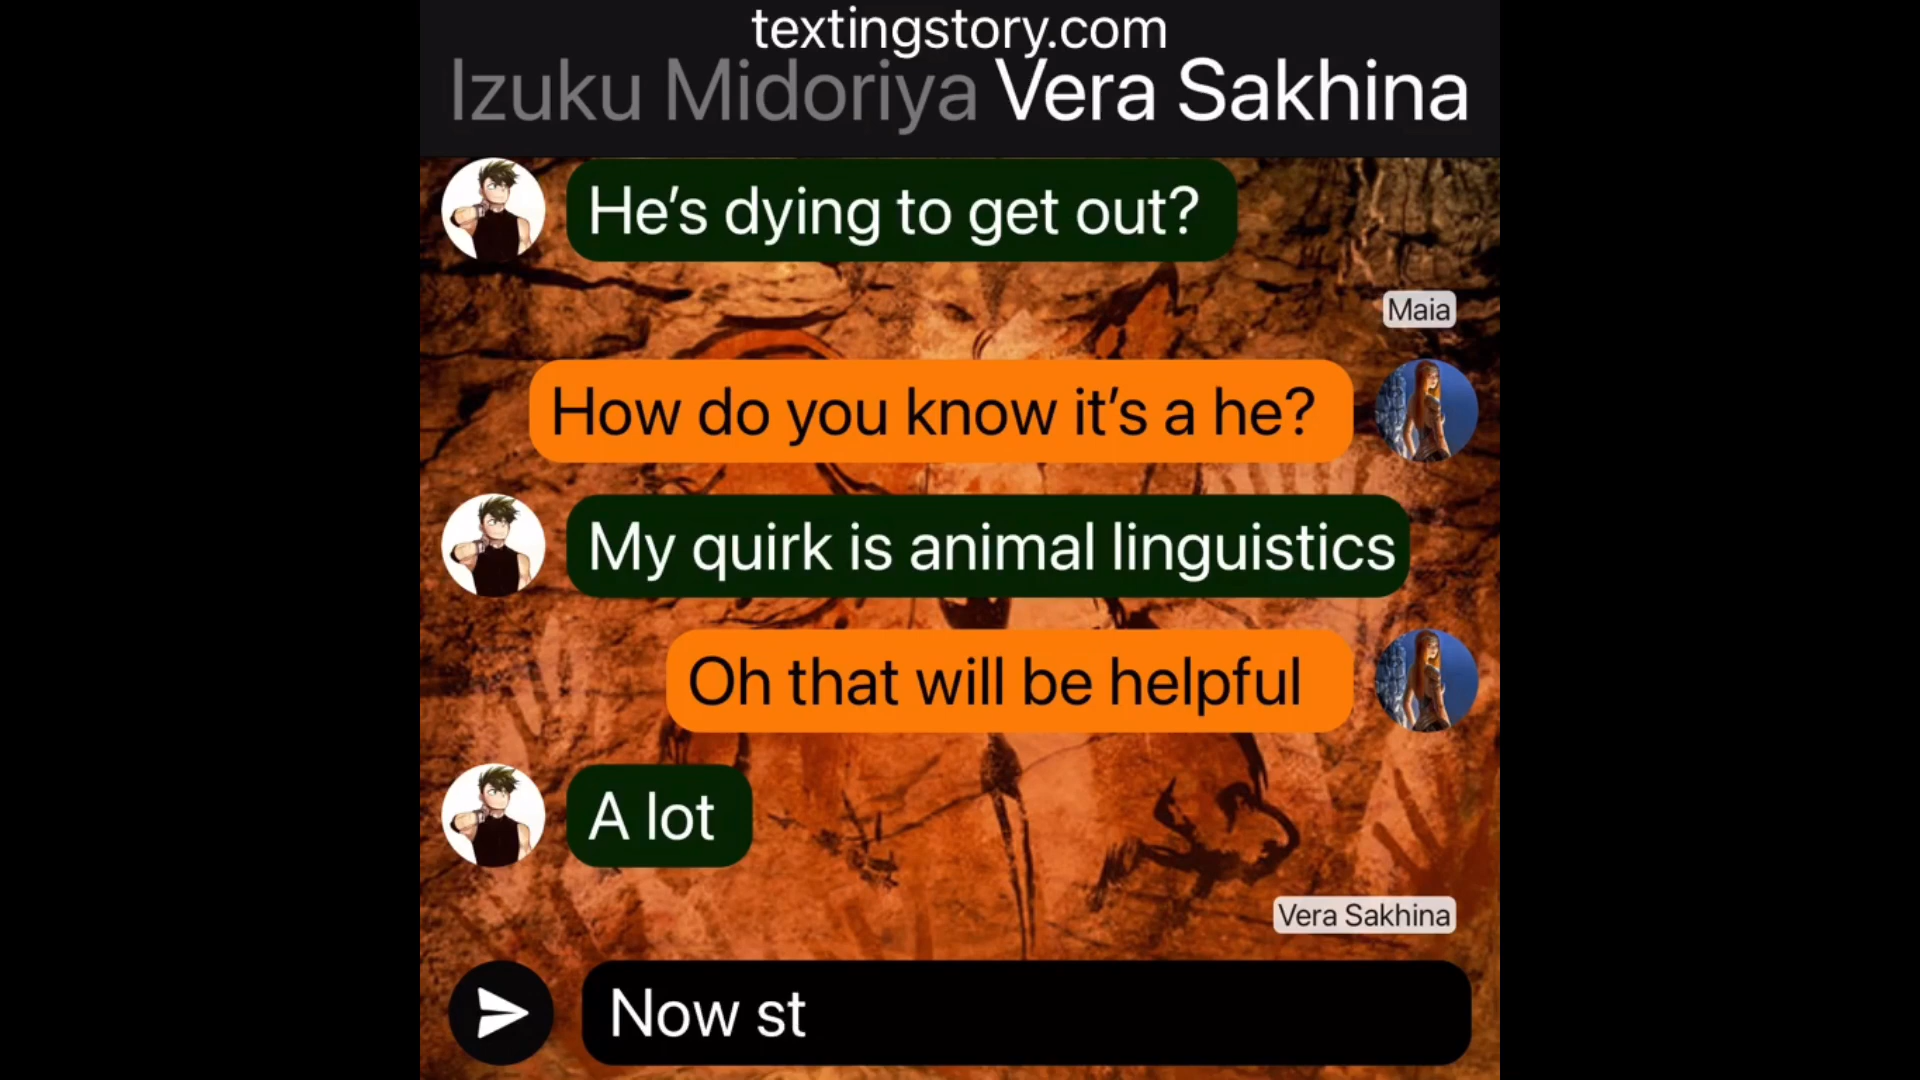 textingstory.com
Izuku Midoriya Vera Sakhina
He’s dying to get out?
Maia
How do you know it’s a he?
My quirk is animal linguistics
Oh that will be helpful
A lot
Vera Sakhina
Now st